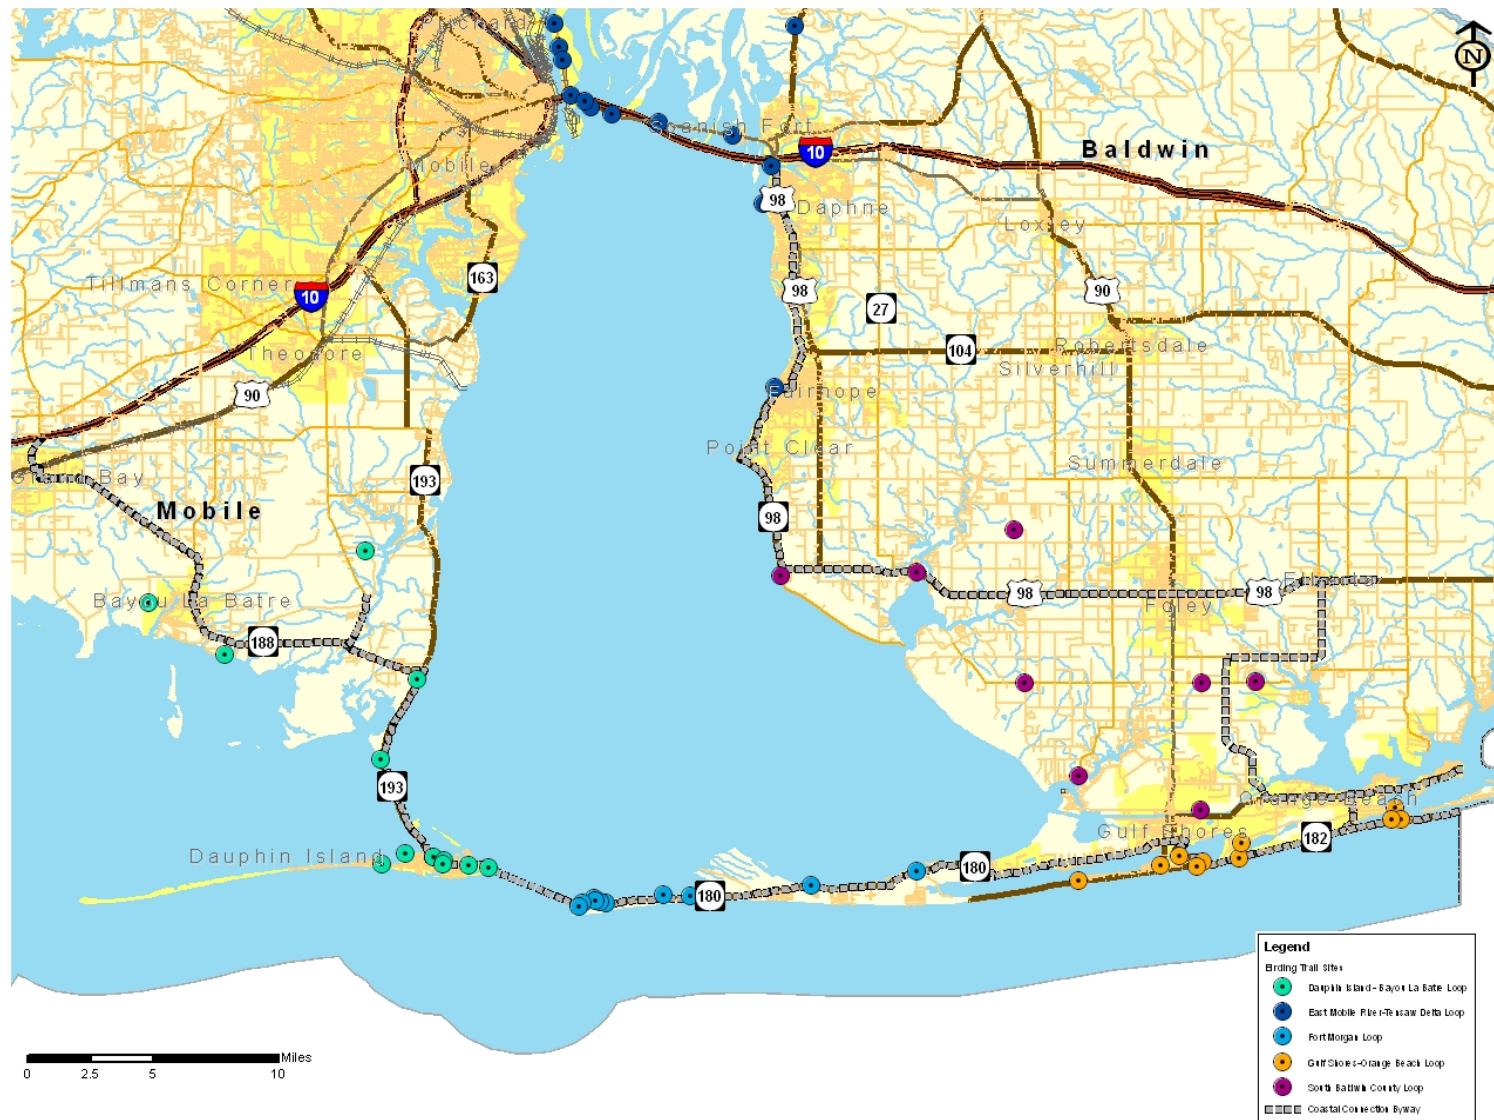 Prichard
N
Spanish Fort
10
Baldwin
Mobile
98
Daphne
Loxley
163
Tillmans Corner
10
98
27
90
Theodore
104
Robertsdale
Silverhill
90
Fairhope
Point Clear
Summerdale
Grand Bay
193
Mobile
98
Elberta
Bayou La Batre
98
98
Foley
188
193
Orange Beach
Gulf Shores
182
Dauphin Island
180
180
Legend
Birding Trail Sites
Dauphin Island - Bayou La Batre Loop
East Mobile River-Tensaw Delta Loop
Fort Morgan Loop
Gulf Shores-Orange Beach Loop
South Baldwin County Loop
Coastal Connection Byway
Miles
0 2.5 5 10